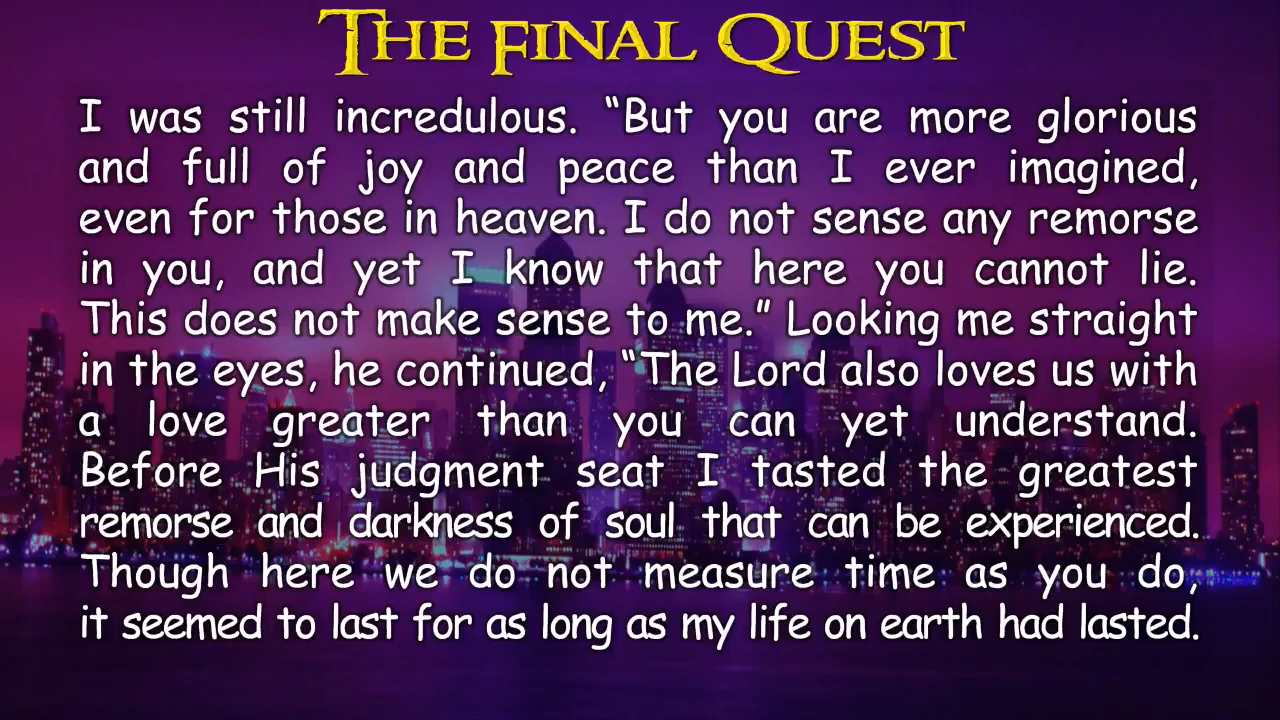 The Final Quest
I was still incredulous. “But you are more glorious
and full of joy and peace than I ever imagined,
even for those in heaven. I do not sense any remorse
in you, and yet I know that here you cannot lie.
This does not make sense to me.” Looking me straight
in the eyes, he continued, “The Lord also loves us with
a love greater than you can yet understand.
Before His judgment seat I tasted the greatest
remorse and darkness of soul that can be experienced.
Though here we do not measure time as you do,
it seemed to last for as long as my life on earth had lasted.